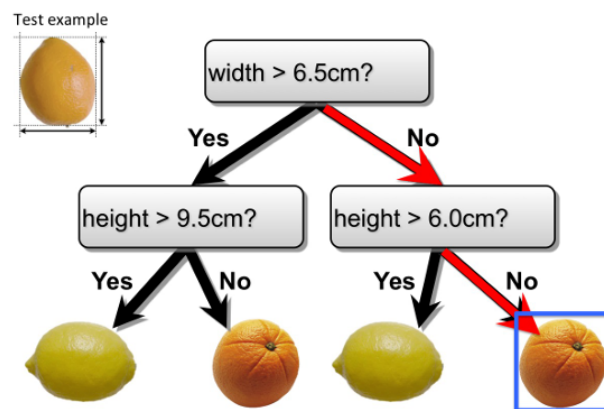 Test example
width > 6.5cm?
Yes
No
height > 9.5cm?
height > 6.0cm?
Yes
No
Yes
No